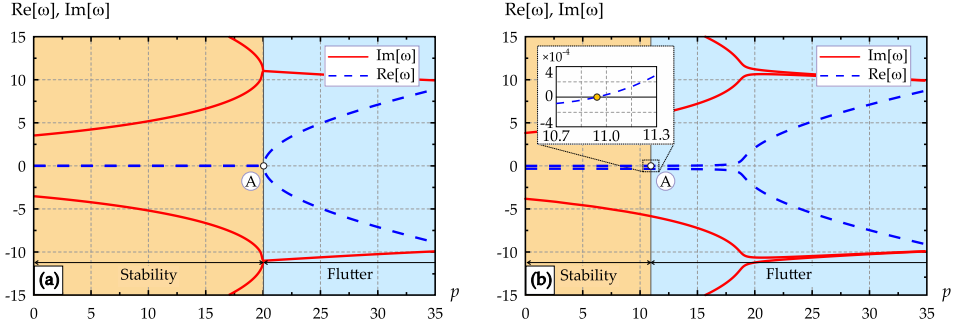 Re[ω], Im[ω]
15
10
5
0
-5
-10
-15
0
5
10
15
20
25
30
35
p
Im[ω]
Re[ω]
A
(a)
Stability
Flutter
Re[ω], Im[ω]
15
10
5
0
-5
-10
-15
0
5
10
15
20
25
30
35
p
Im[ω]
Re[ω]
×10⁻⁴
4
0
-4
10.7
11.0
11.3
A
(b)
Stability
Flutter